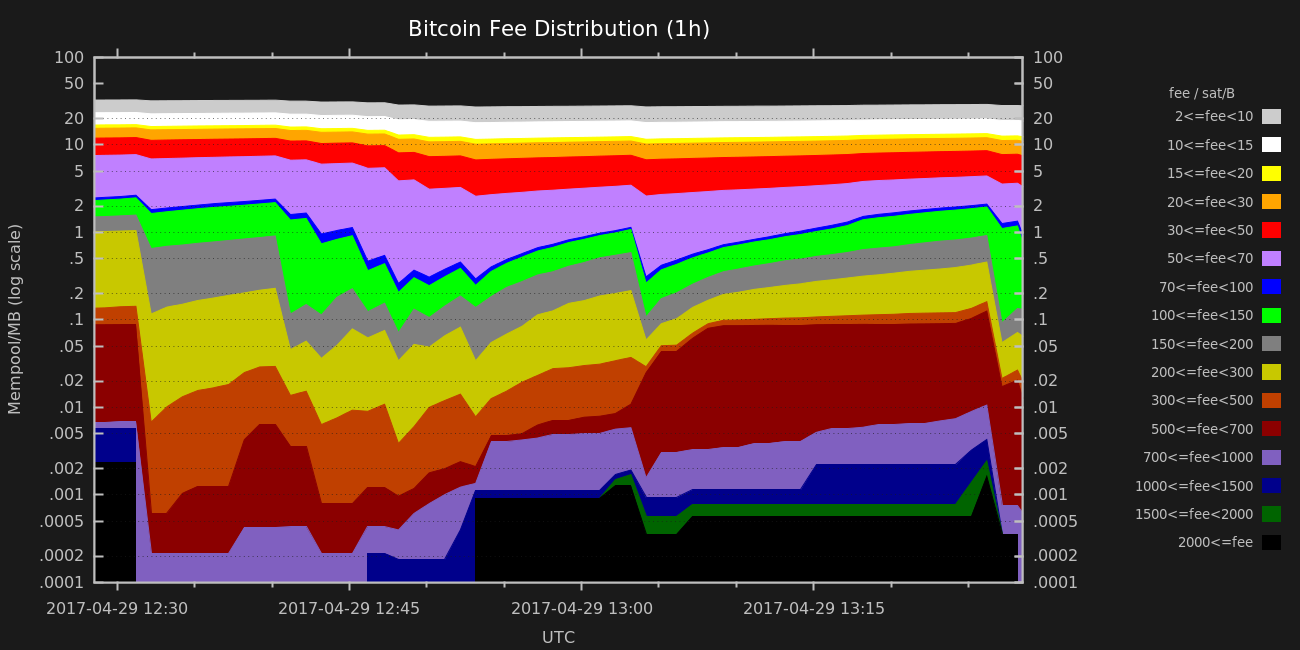 Bitcoin Fee Distribution (1h)
Mempool/MB (log scale)
100
50
20
10
5
2
1
.5
.2
.1
.05
.02
.01
.005
.002
.001
.0005
.0002
.0001
100
50
20
10
5
2
1
.5
.2
.1
.05
.02
.01
.005
.002
.001
.0005
.0002
.0001
2017-04-29 12:30
2017-04-29 12:45
2017-04-29 13:00
2017-04-29 13:15
UTC
fee / sat/B
2<=fee<10
10<=fee<15
15<=fee<20
20<=fee<30
30<=fee<50
50<=fee<70
70<=fee<100
100<=fee<150
150<=fee<200
200<=fee<300
300<=fee<500
500<=fee<700
700<=fee<1000
1000<=fee<1500
1500<=fee<2000
2000<=fee